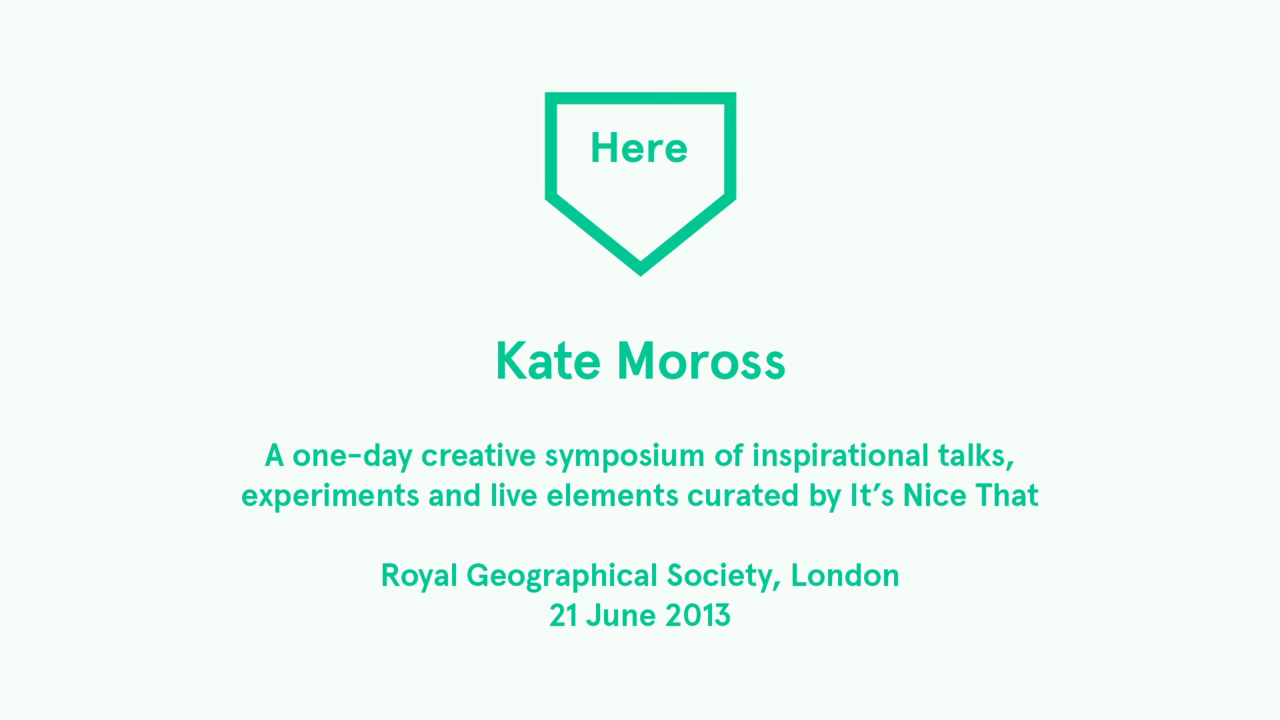 Here
Kate Moross
A one-day creative symposium of inspirational talks,
experiments and live elements curated by It’s Nice That
Royal Geographical Society, London
21 June 2013